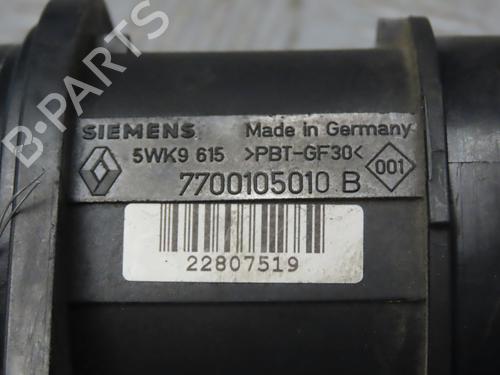 B-PARTS
SIEMENS Made in Germany
5WK9 615 >PBT-GF30< 001
7700105010 B
22807519